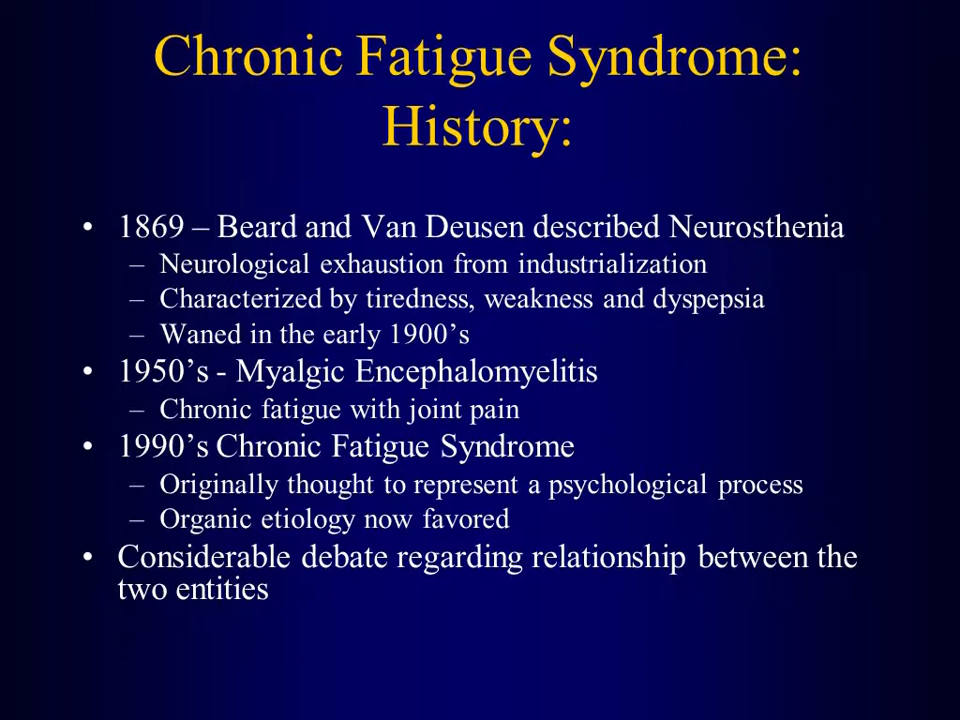 Chronic Fatigue Syndrome:
History:
• 1869 – Beard and Van Deusen described Neurosthenia
– Neurological exhaustion from industrialization
– Characterized by tiredness, weakness and dyspepsia
– Waned in the early 1900’s
• 1950’s - Myalgic Encephalomyelitis
– Chronic fatigue with joint pain
• 1990’s Chronic Fatigue Syndrome
– Originally thought to represent a psychological process
– Organic etiology now favored
• Considerable debate regarding relationship between the
two entities